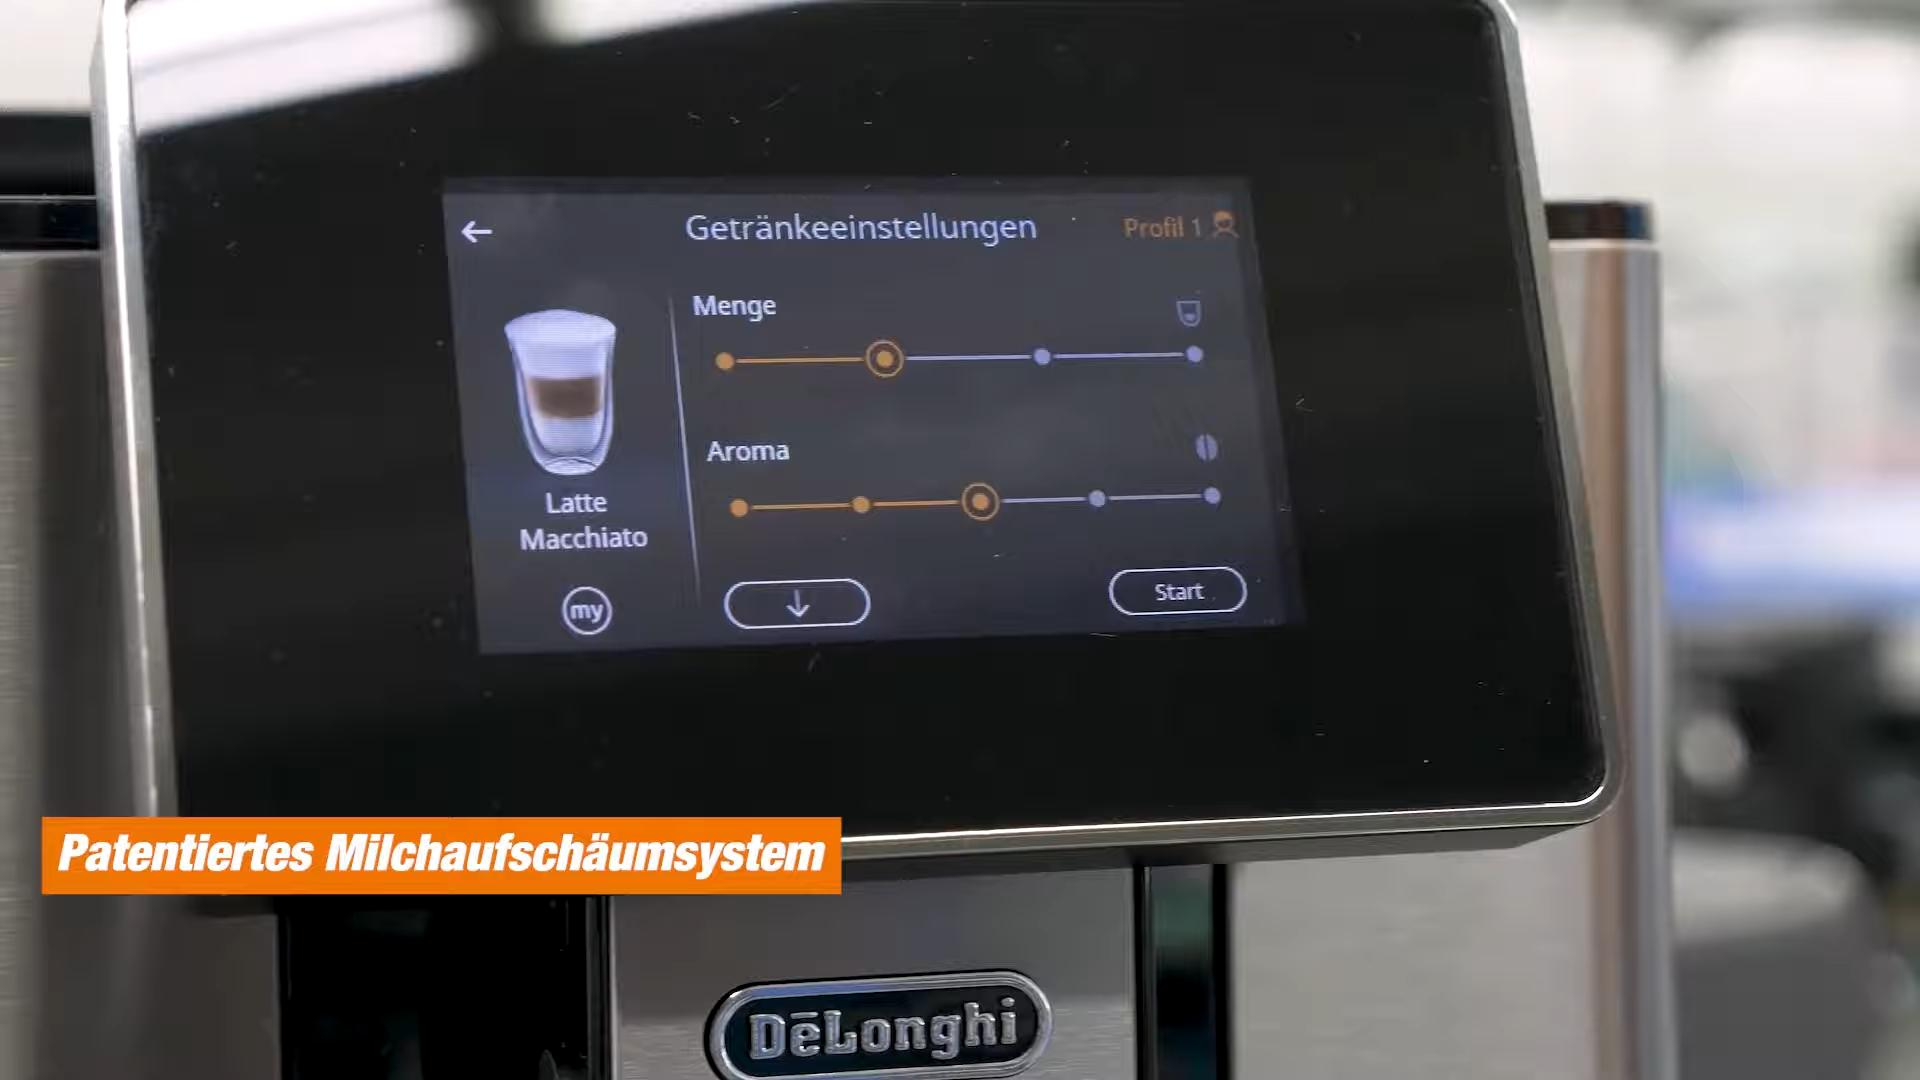 Getränkeeinstellungen
Profil 1
Menge
Aroma
Latte
Macchiato
my
Start
Patentiertes Milchaufschäumsystem
DēLonghi